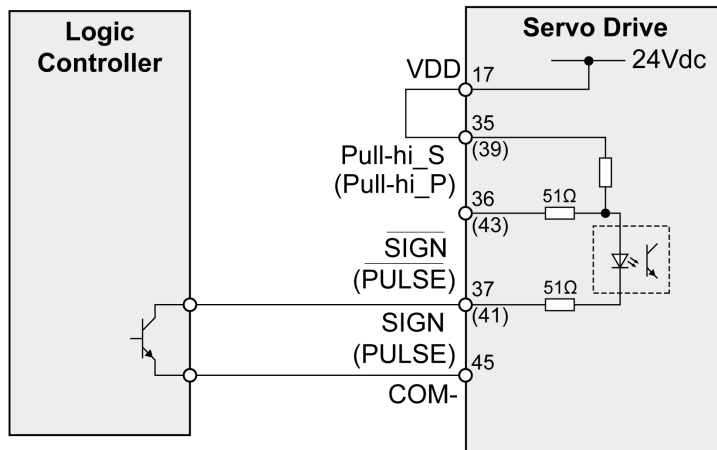 Logic
Controller
Servo Drive
24Vdc
VDD
17
35
(39)
Pull-hi_S
(Pull-hi_P)
36
(43)
51Ω
SIGN
(PULSE)
37
(41)
51Ω
SIGN
(PULSE)
45
COM-